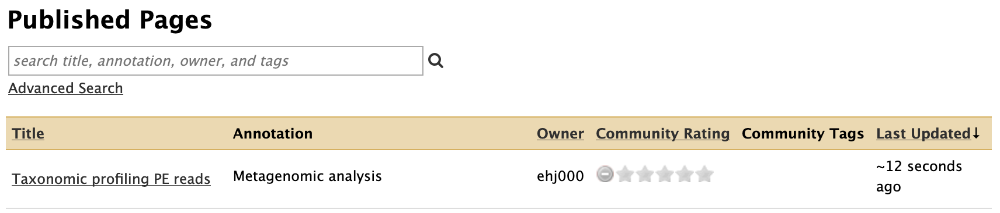 Published Pages
search title, annotation, owner, and tags
Advanced Search
Title Annotation Owner Community Rating Community Tags Last Updated↓
Taxonomic profiling PE reads Metagenomic analysis ehj000 ~12 seconds
ago